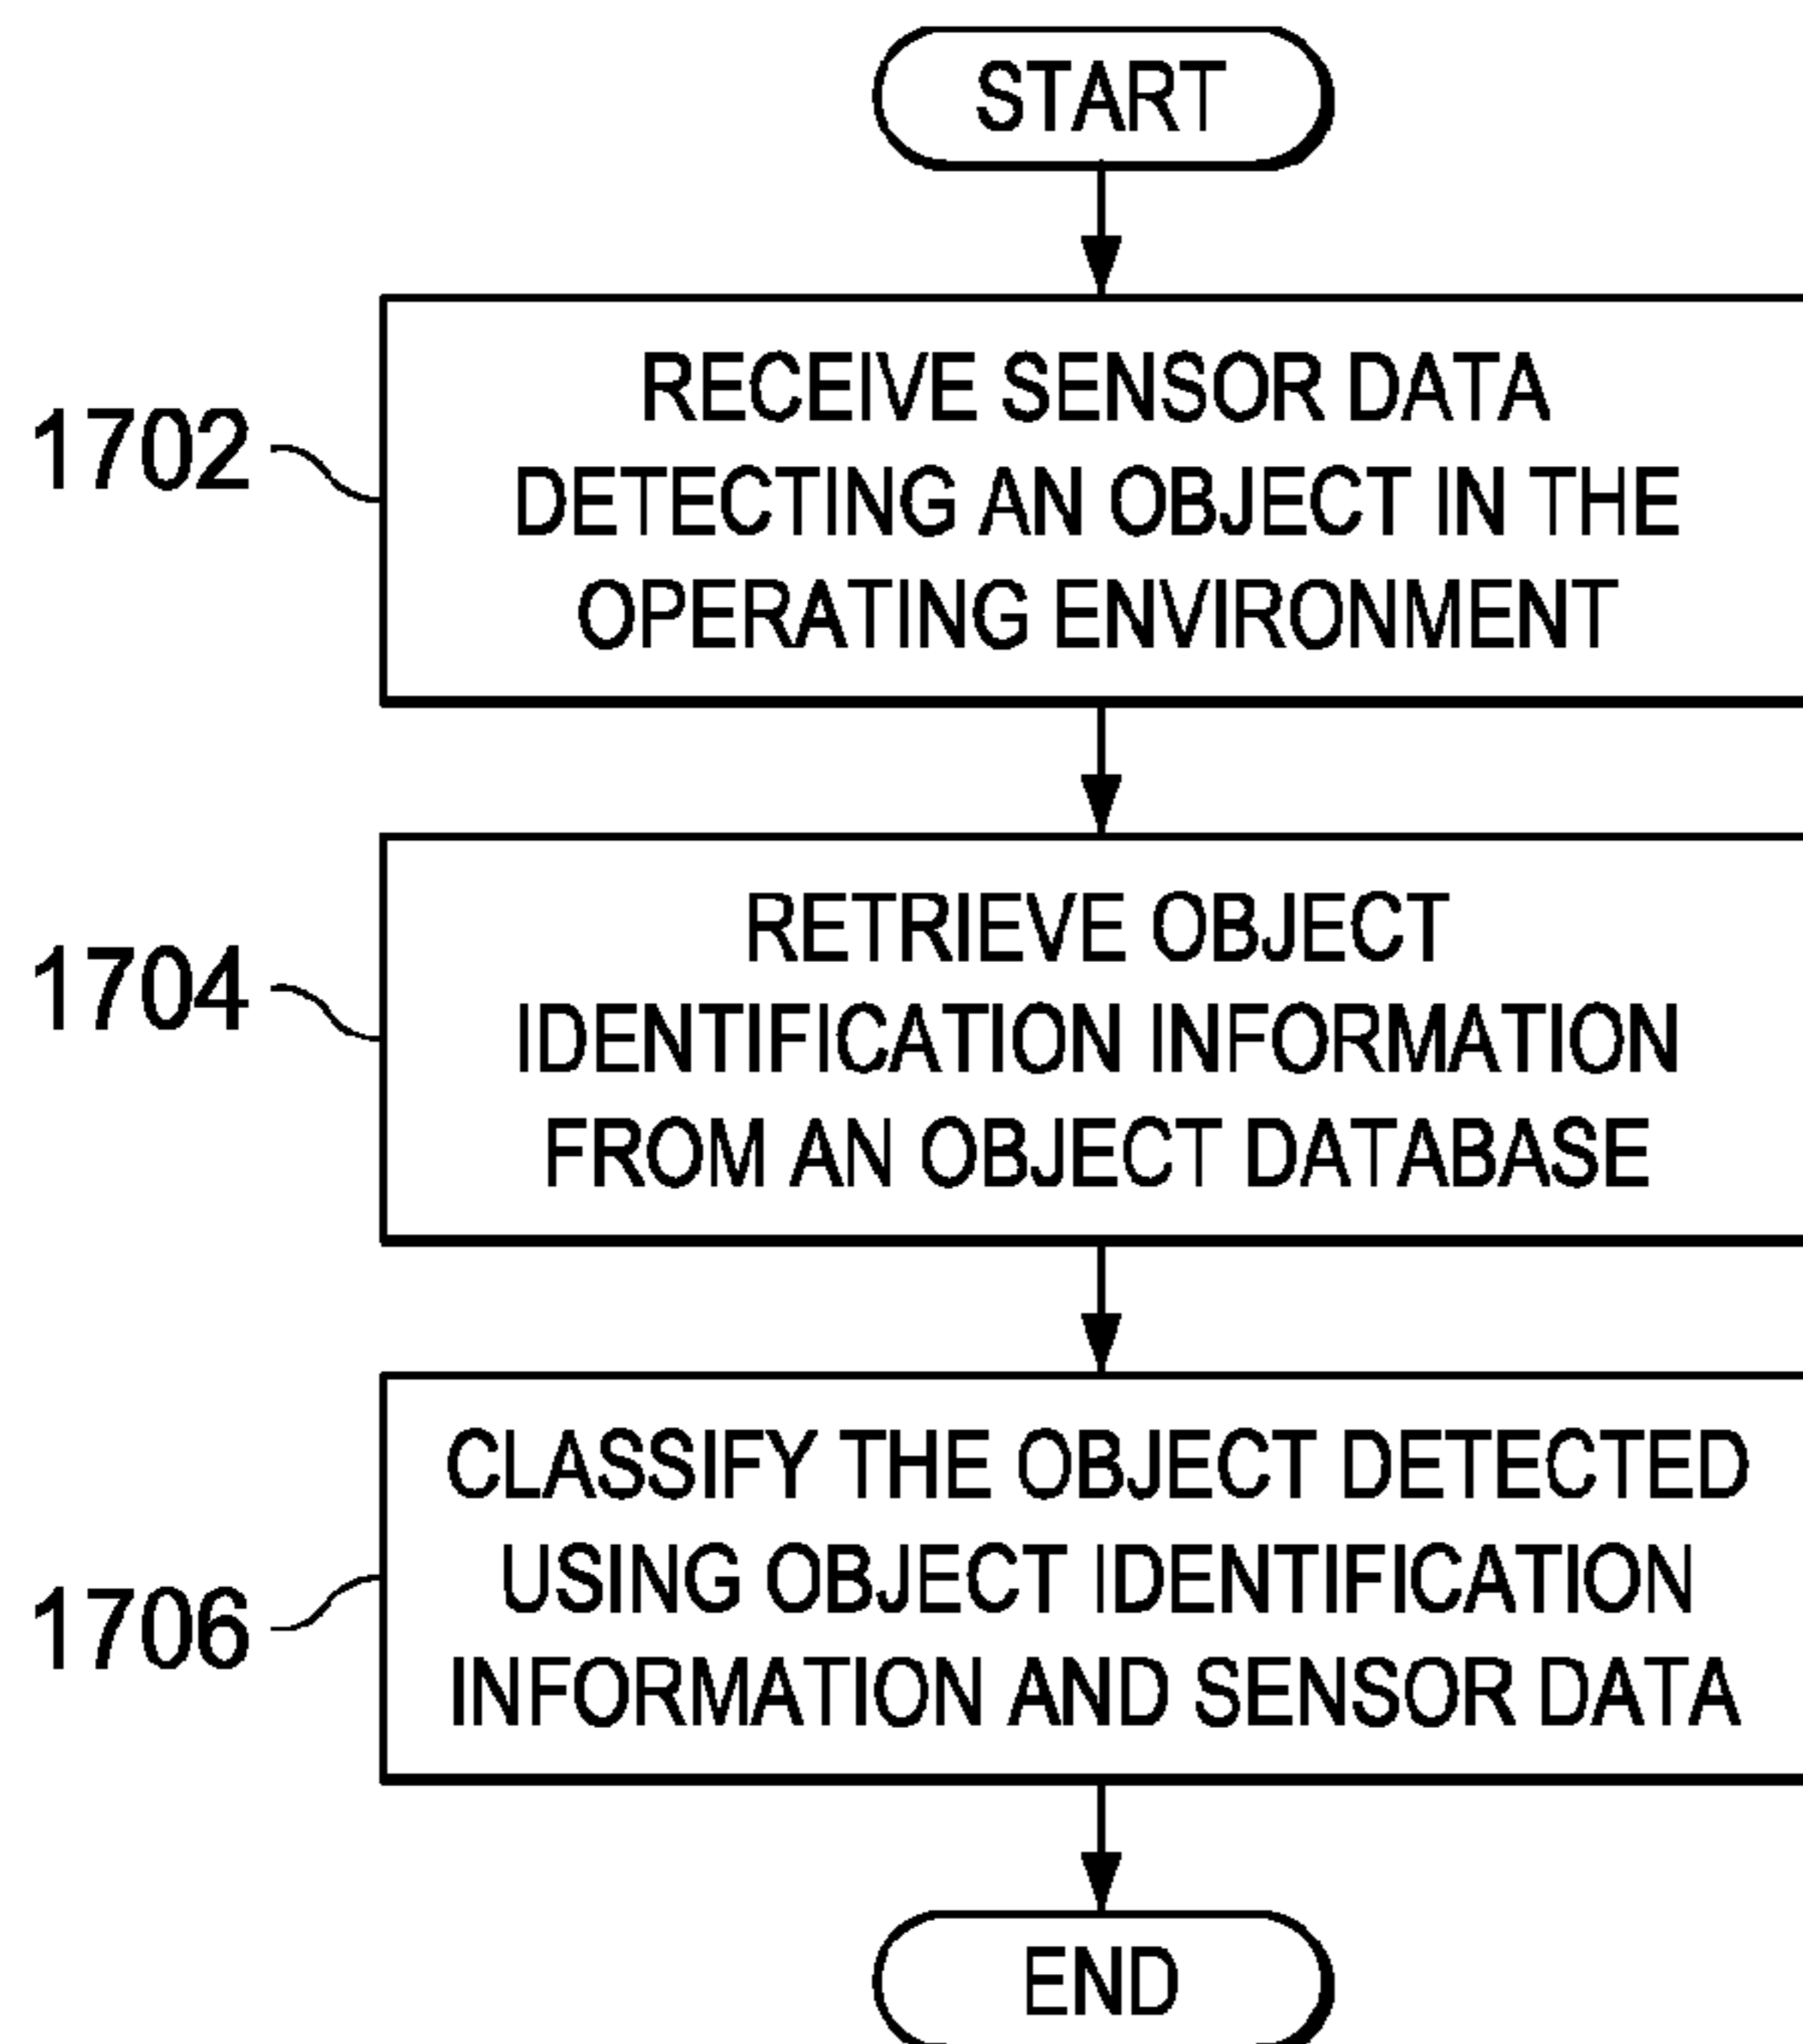 START
1702
RECEIVE SENSOR DATA
DETECTING AN OBJECT IN THE
OPERATING ENVIRONMENT
1704
RETRIEVE OBJECT
IDENTIFICATION INFORMATION
FROM AN OBJECT DATABASE
1706
CLASSIFY THE OBJECT DETECTED
USING OBJECT IDENTIFICATION
INFORMATION AND SENSOR DATA
END